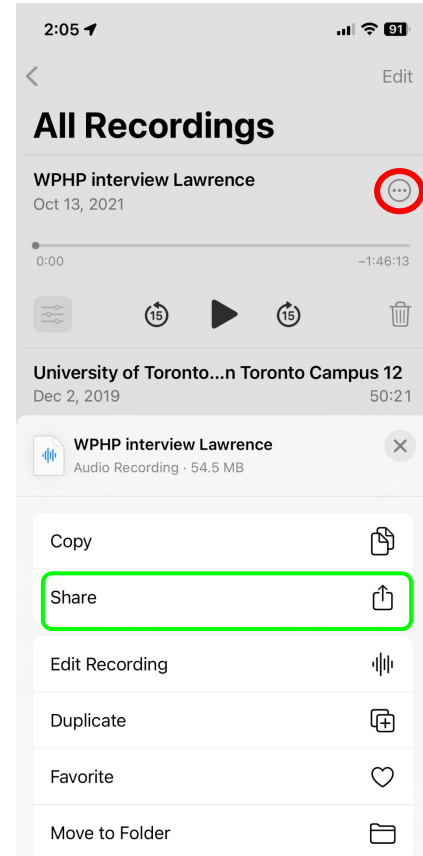 2:05
91
Edit
All Recordings
WPHP interview Lawrence
Oct 13, 2021
0:00 −1:46:13
15 15
University of Toronto...n Toronto Campus 12
Dec 2, 2019 50:21
WPHP interview Lawrence
Audio Recording · 54.5 MB
Copy
Share
Edit Recording
Duplicate
Favorite
Move to Folder